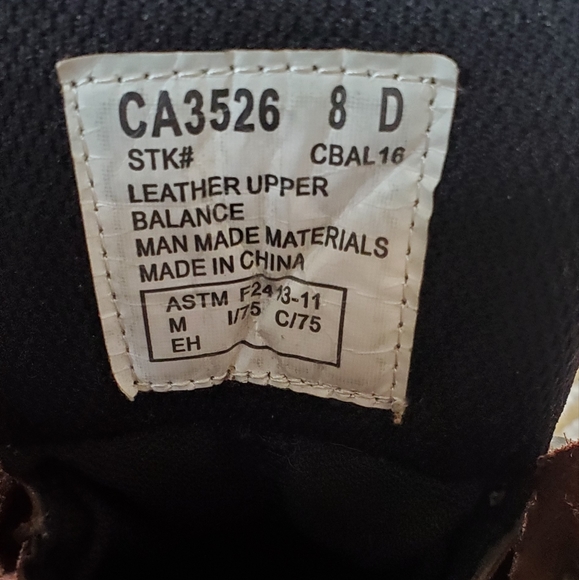 CA3526 8 D
STK# CBAL16
LEATHER UPPER
BALANCE
MAN MADE MATERIALS
MADE IN CHINA
ASTM F2413-11
M I/75 C/75
EH